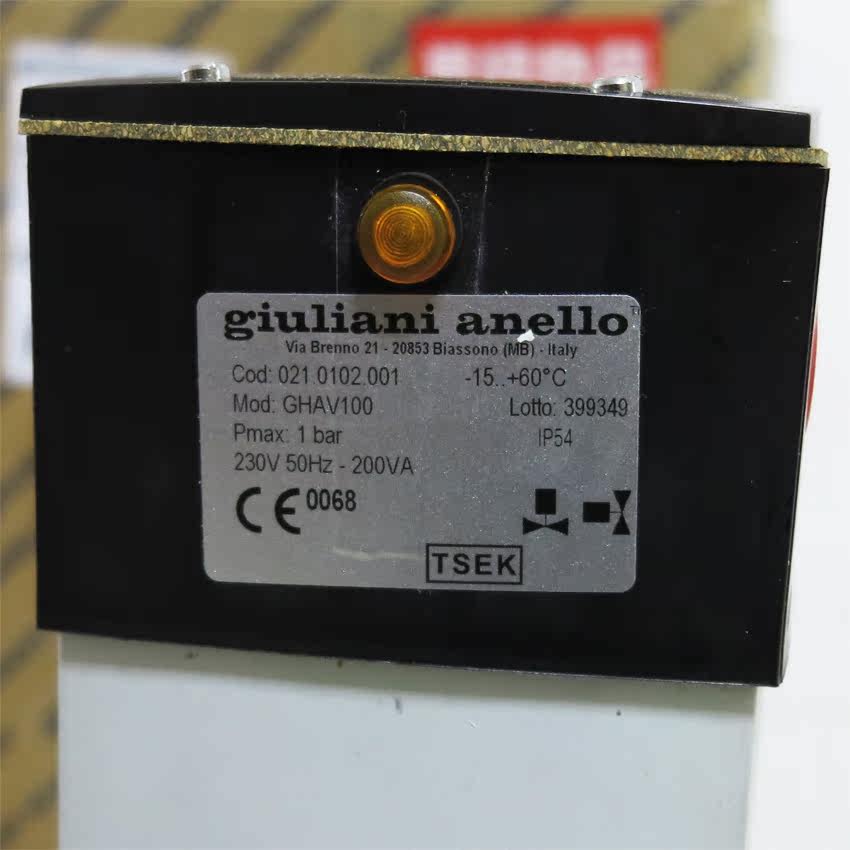 giuliani anello
Via Brenno 21 - 20853 Biassono (MB) - Italy
Cod: 021.0102.001 -15..+60°C
Mod: GHAV100 Lotto: 399349
Pmax: 1 bar IP54
230V 50Hz - 200VA
CE 0068
TSEK